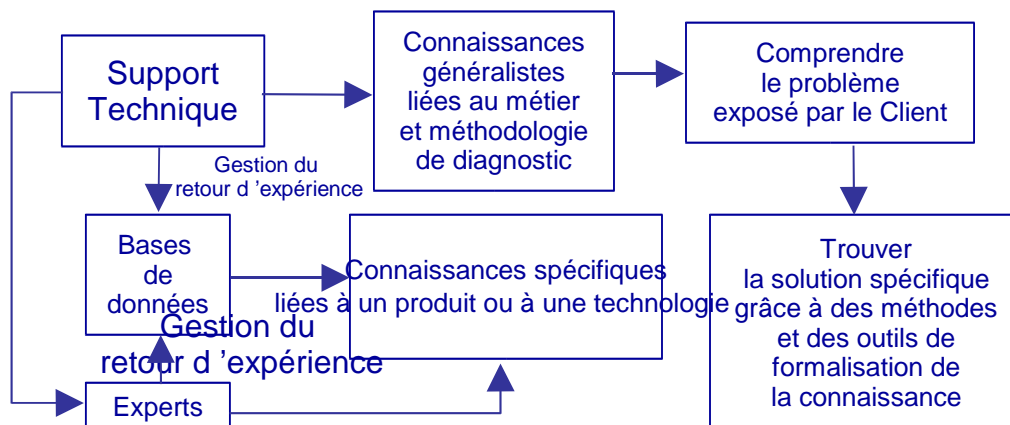 Support
Technique
Connaissances
généralistes
liées au métier
et méthodologie
de diagnostic
Comprendre
le problème
exposé par le Client
Gestion du
retour d ’expérience
Bases
de
données
Connaissances spécifiques
liées à un produit ou à une technologie
Trouver
la solution spécifique
grâce à des méthodes
et des outils de
formalisation de
la connaissance
Gestion du
retour d ’expérience
Experts